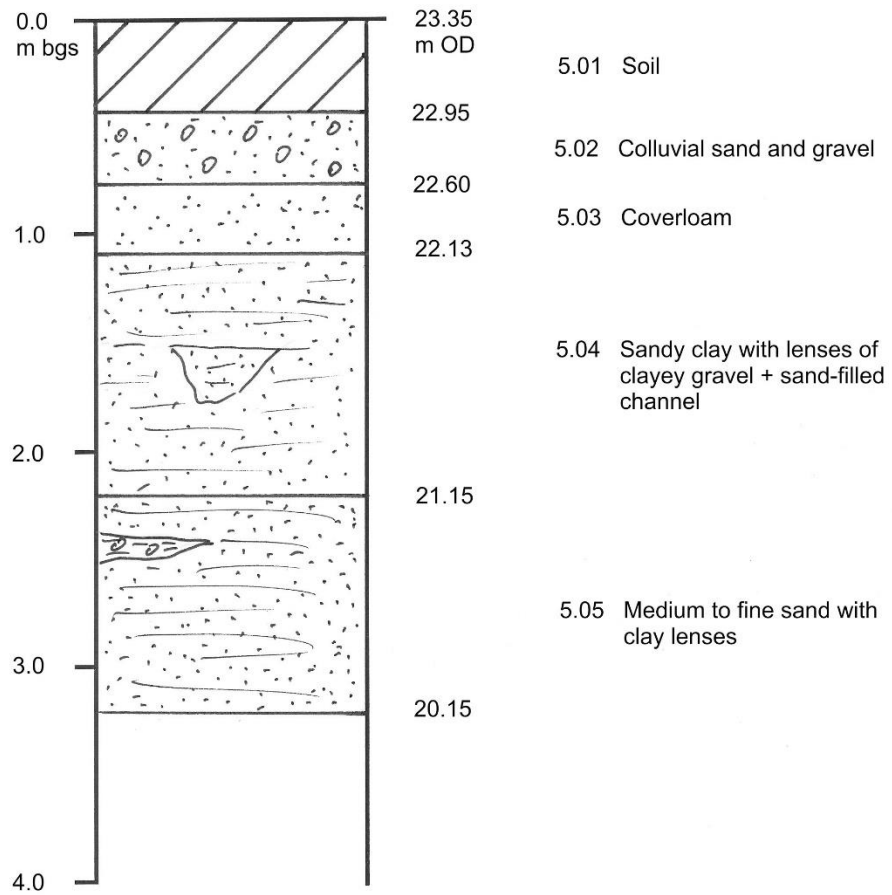 0.0
m bgs
23.35
m OD
5.01 Soil
22.95
5.02 Colluvial sand and gravel
22.60
5.03 Coverloam
1.0
22.13
5.04 Sandy clay with lenses of
clayey gravel + sand-filled
channel
2.0
21.15
5.05 Medium to fine sand with
clay lenses
3.0
20.15
4.0